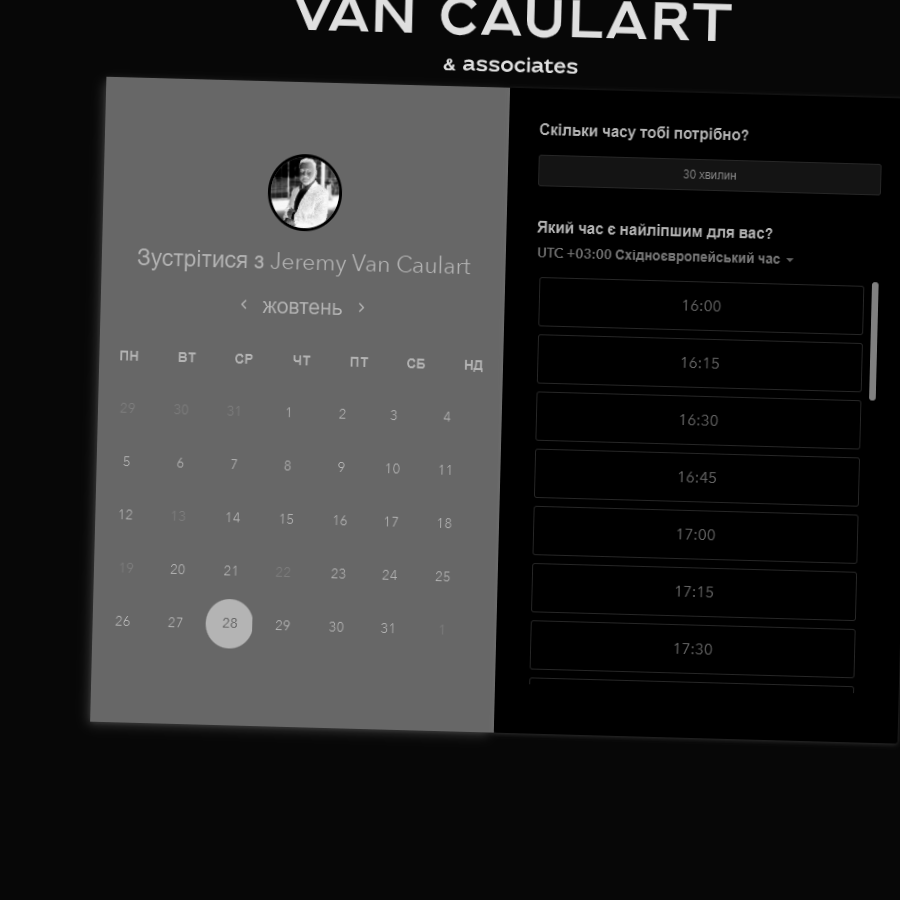 VAN CAULART
& associates
Зустрітися з Jeremy Van Caulart
жовтень
ПН ВТ СР ЧТ ПТ СБ НД
29 30 31 1 2 3 4
5 6 7 8 9 10 11
12 13 14 15 16 17 18
19 20 21 22 23 24 25
26 27 28 29 30 31 1
Скільки часу тобі потрібно?
30 хвилин
Який час є найліпшим для вас?
UTC +03:00 Східноєвропейський час
16:00
16:15
16:30
16:45
17:00
17:15
17:30